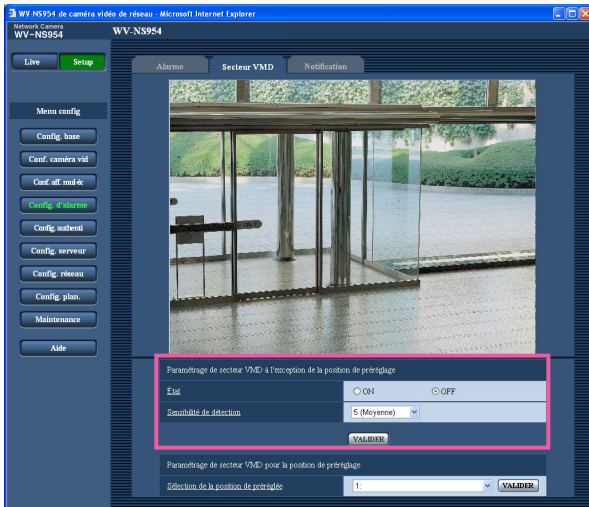 WV-NS954 de caméra vidéo de réseau - Microsoft Internet Explorer
Network Camera
WV-NS954
WV-NS954
Live
Setup
Alarme
Secteur VMD
Notification
Menu config
Config. base
Conf. caméra vid
Conf. aff. mul-éc
Config. d'alarme
Config. authenti
Config. serveur
Config. réseau
Config. plan.
Maintenance
Aide
Paramétrage de secteur VMD à l'exception de la position de préréglage
État
ON
OFF
Sensibilité de détection
5 (Moyenne)
VALIDER
Paramétrage de secteur VMD pour la position de préréglage
Sélection de la position de préréglée
1:
VALIDER